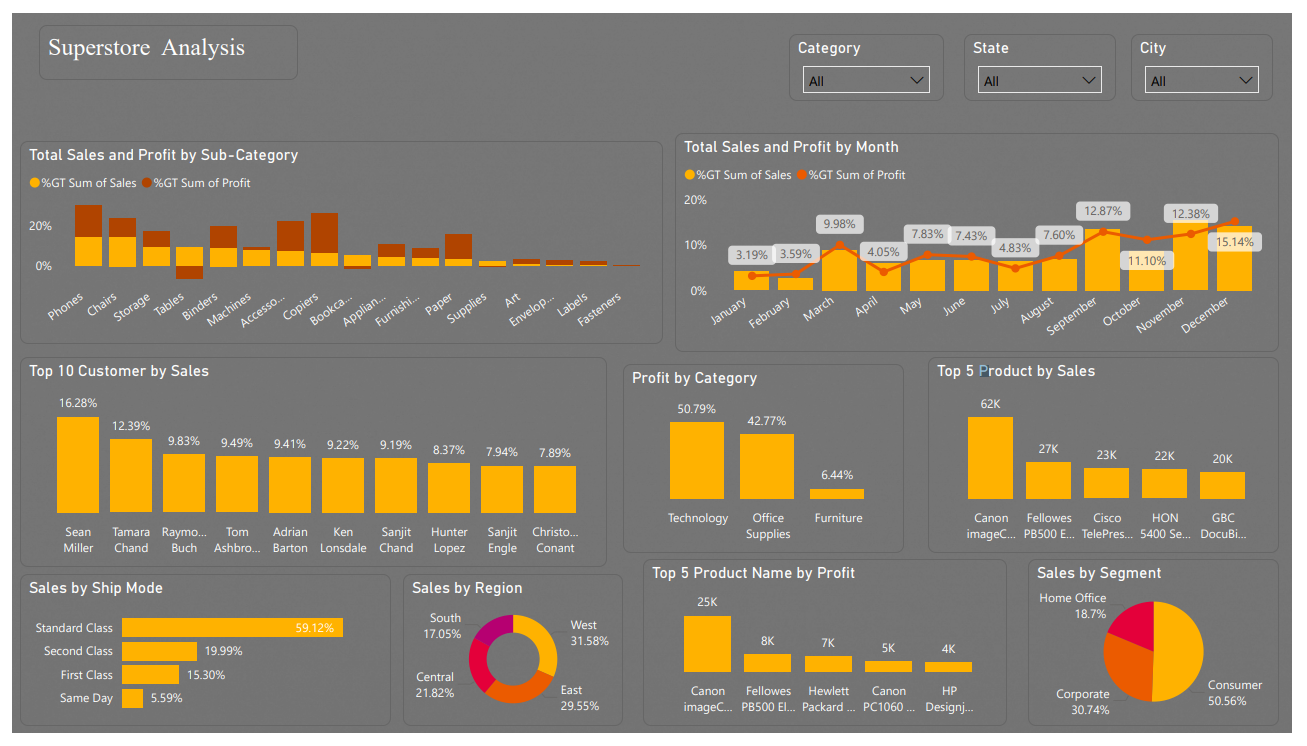 Superstore Analysis
Category
All
State
All
City
All
Total Sales and Profit by Sub-Category
%GT Sum of Sales %GT Sum of Profit
20%
0%
Phones
Chairs
Storage
Tables
Binders
Machines
Accesso...
Copiers
Bookca...
Applian...
Furnishi...
Paper
Supplies
Art
Envelop...
Labels
Fasteners
Total Sales and Profit by Month
%GT Sum of Sales %GT Sum of Profit
20%
10%
0%
3.19%
3.59%
9.98%
4.05%
7.83%
7.43%
4.83%
7.60%
12.87%
11.10%
12.38%
15.14%
January
February
March
April
May
June
July
August
September
October
November
December
Top 10 Customer by Sales
16.28%
12.39%
9.83%
9.49%
9.41%
9.22%
9.19%
8.37%
7.94%
7.89%
Sean
Miller
Tamara
Chand
Raymo...
Buch
Tom
Ashbro...
Adrian
Barton
Ken
Lonsdale
Sanjit
Chand
Hunter
Lopez
Sanjit
Engle
Christo...
Conant
Profit by Category
50.79%
42.77%
6.44%
Technology
Office
Supplies
Furniture
Top 5 Product by Sales
62K
27K
23K
22K
20K
Canon
imageC...
Fellowes
PB500 E...
Cisco
TelePres...
HON
5400 Se...
GBC
DocuBi...
Sales by Ship Mode
Standard Class 59.12%
Second Class 19.99%
First Class 15.30%
Same Day 5.59%
Sales by Region
South
17.05%
West
31.58%
Central
21.82%
East
29.55%
Top 5 Product Name by Profit
25K
8K
7K
5K
4K
Canon
imageC...
Fellowes
PB500 El...
Hewlett
Packard ...
Canon
PC1060 ...
HP
Designj...
Sales by Segment
Home Office
18.7%
Corporate
30.74%
Consumer
50.56%